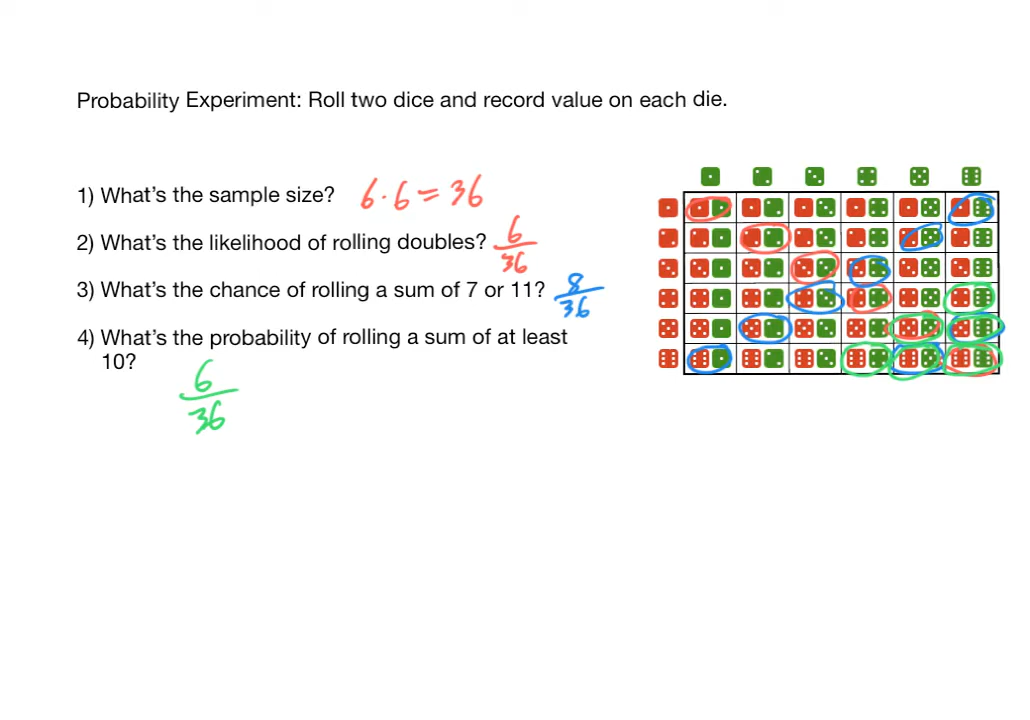 Probability Experiment: Roll two dice and record value on each die.
1) What's the sample size? 6·6=36
2) What's the likelihood of rolling doubles? 6/36
3) What's the chance of rolling a sum of 7 or 11? 8/36
4) What's the probability of rolling a sum of at least
10?
6/36